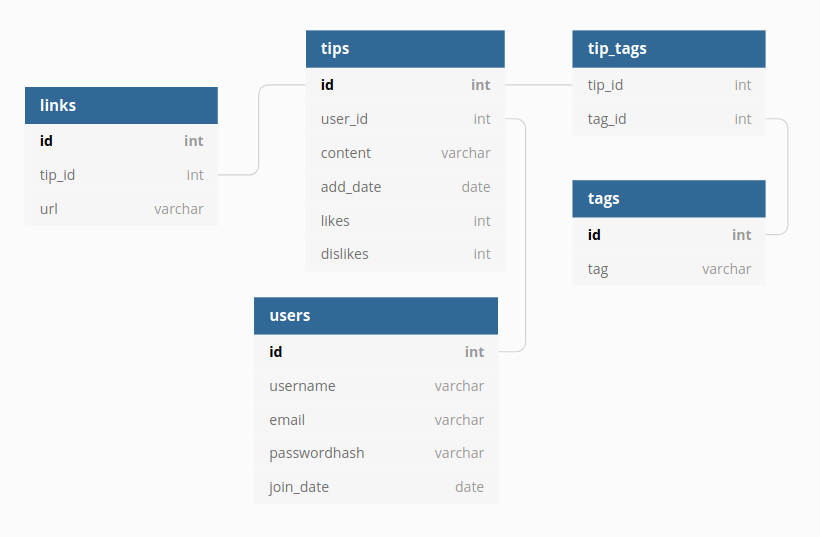 links
id int
tip_id int
url varchar
tips
id int
user_id int
content varchar
add_date date
likes int
dislikes int
tip_tags
tip_id int
tag_id int
tags
id int
tag varchar
users
id int
username varchar
email varchar
passwordhash varchar
join_date date